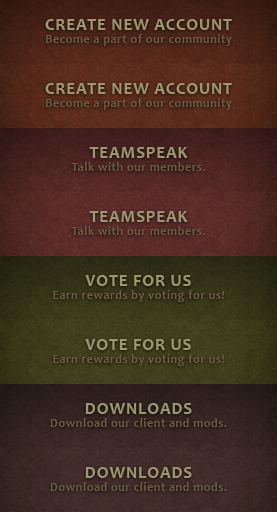 CREATE NEW ACCOUNT
Become a part of our community
CREATE NEW ACCOUNT
Become a part of our community
TEAMSPEAK
Talk with our members.
TEAMSPEAK
Talk with our members.
VOTE FOR US
Earn rewards by voting for us!
VOTE FOR US
Earn rewards by voting for us!
DOWNLOADS
Download our client and mods.
DOWNLOADS
Download our client and mods.